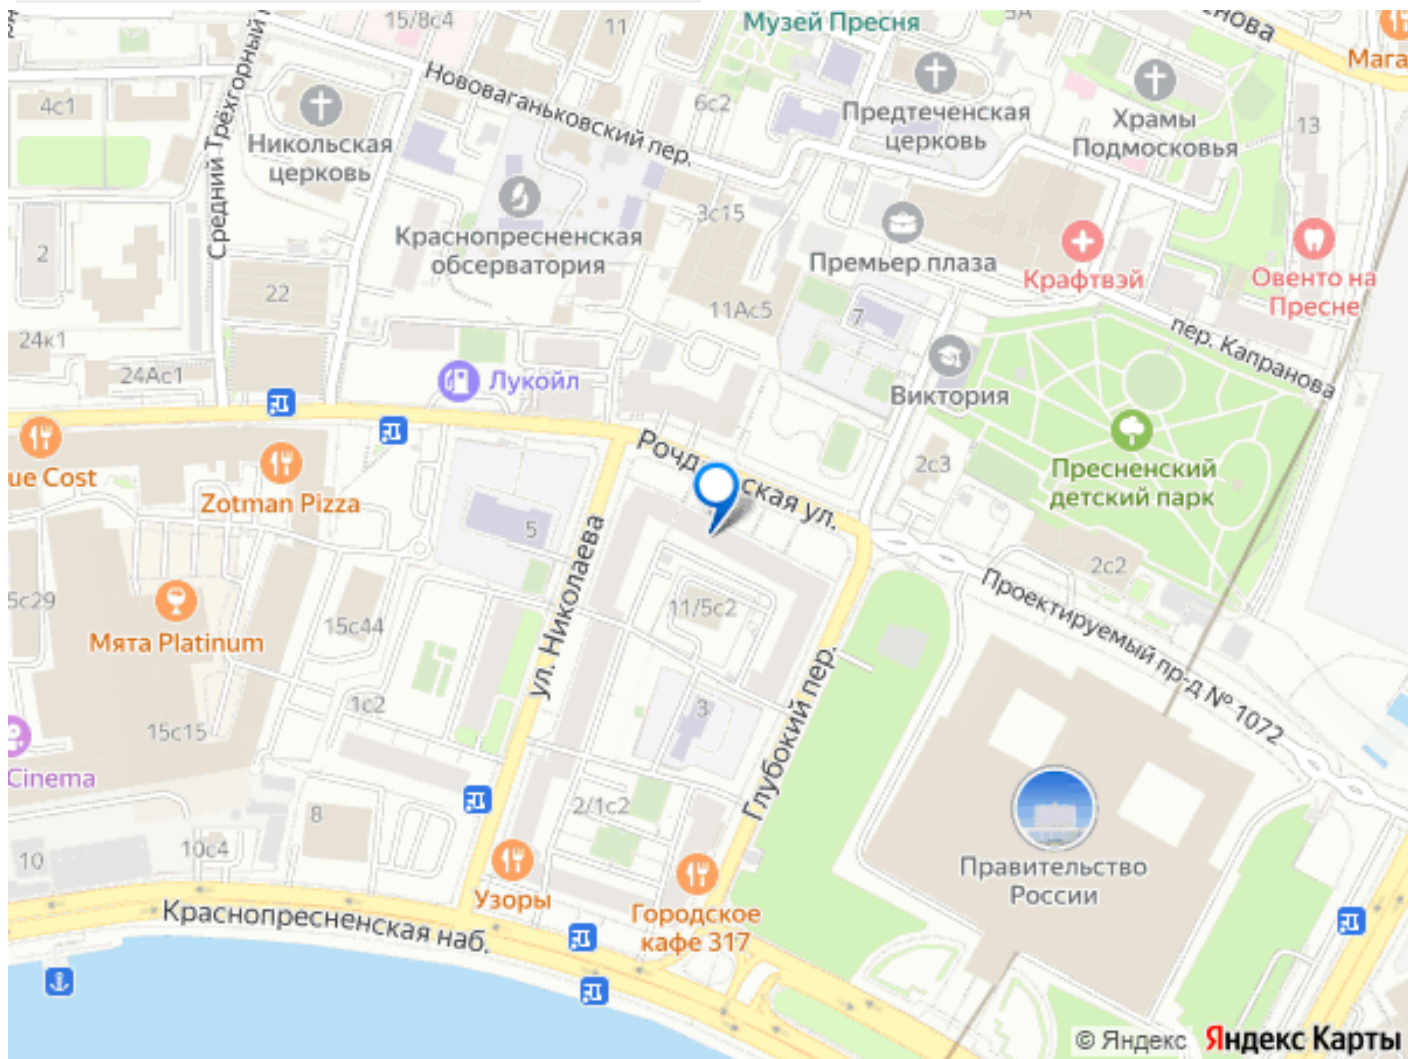 15/8с4
11
Музей Пресня
5А
Мага
4с1
Средний Трёхгорный
Никольская
церковь
Нововаганьковский пер.
6с2
Предтеченская
церковь
Храмы
Подмосковья
13
2
Краснопресненская
обсерватория
3с15
Премьер плаза
Крафтвэй
Овенто на
Пресне
22
11Ас5
7
пер. Капранова
24к1
24Ас1
Лукойл
Виктория
ue Cost
Zotman Pizza
Рочд
ская ул.
2с3
Пресненский
детский парк
5
ул. Николаева
2с2
5с29
Мята Platinum
15с44
11/5с2
Проектируемый пр-д № 1072
1с2
3
15с15
Глубокий пер.
Cinema
8
2/1с2
10
10с4
Правительство
России
Узоры
Городское
кафе 317
Краснопресненская наб.
© Яндекс Яндекс Карты